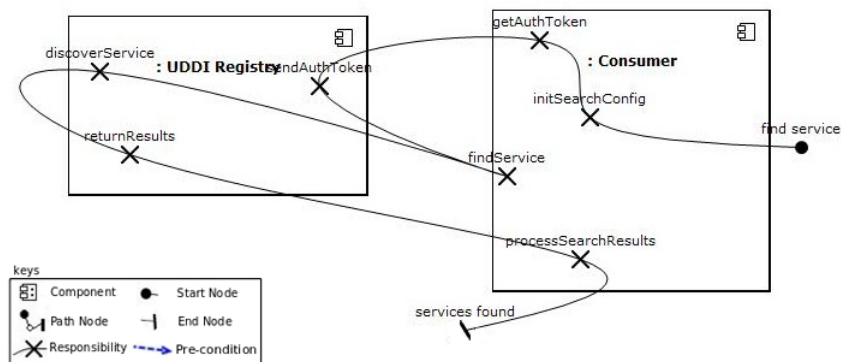 getAuthToken
discoverService
: UDDI Registry
sendAuthToken
: Consumer
initSearchConfig
find service
returnResults
findService
processSearchResults
services found
keys
Component
Start Node
Path Node
End Node
Responsibility
Pre-condition